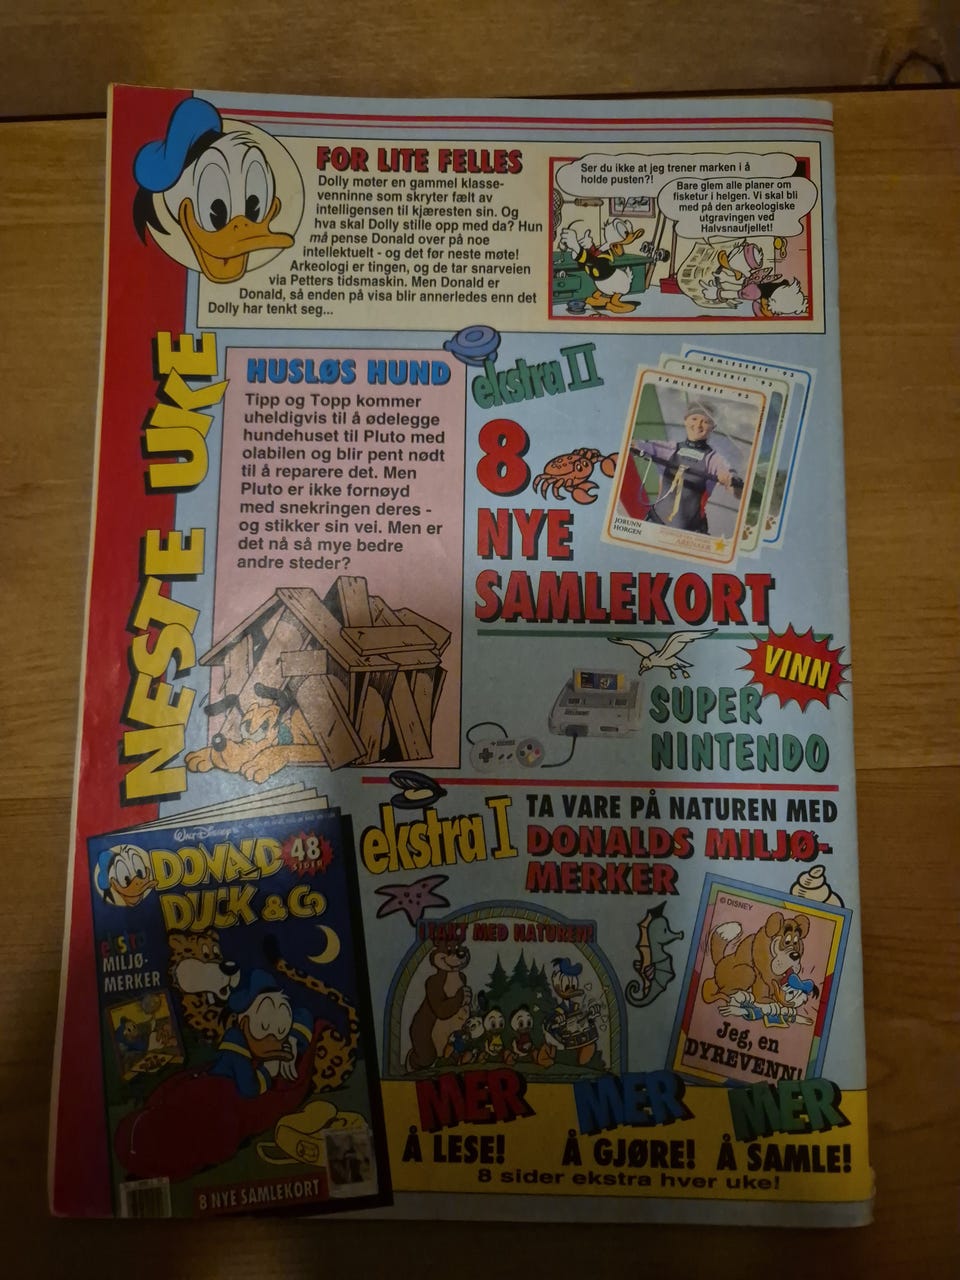 NESTE UKE
FOR LITE FELLES
Dolly møter en gammel klasse-
venninne som skryter fælt av
intelligensen til kjæresten sin. Og
hva skal Dolly stille opp med da? Hun
må pense Donald over på noe
intellektuelt - og det før neste møte!
Arkeologi er tingen, og de tar snarveien
via Petters tidsmaskin. Men Donald er
Donald, så enden på visa blir annerledes enn det
Dolly har tenkt seg...
Ser du ikke at jeg trener marken i å
holde pusten?!
Bare glem alle planer om
fisketur i helgen. Vi skal bli
med på den arkeologiske
utgravingen ved
Halvsnaufjellet!
HUSLØS HUND
Tipp og Topp kommer
uheldigvis til å ødelegge
hundehuset til Pluto med
olabilen og blir pent nødt
til å reparere det. Men
Pluto er ikke fornøyd
med snekringen deres -
og stikker sin vei. Men er
det nå så mye bedre
andre steder?
ekstra II
8
NYE
SAMLEKORT
SAMLESERIE '95
SAMLESERIE '95
SAMLESERIE '95
JORUNN
HORGEN
ARENAER
VINN
SUPER
NINTENDO
ekstra I
TA VARE PÅ NATUREN MED
DONALDS MILJØ-
MERKER
I TAKT MED NATUREN!
© DISNEY
Jeg, en
DYREVENN!
WALT DISNEY'S
DONALD
DUCK & Co
48
SIDER
ekstra
MILJØ-
MERKER
8 NYE SAMLEKORT
MER
Å LESE!
MER
Å GJØRE!
MER
Å SAMLE!
8 sider ekstra hver uke!